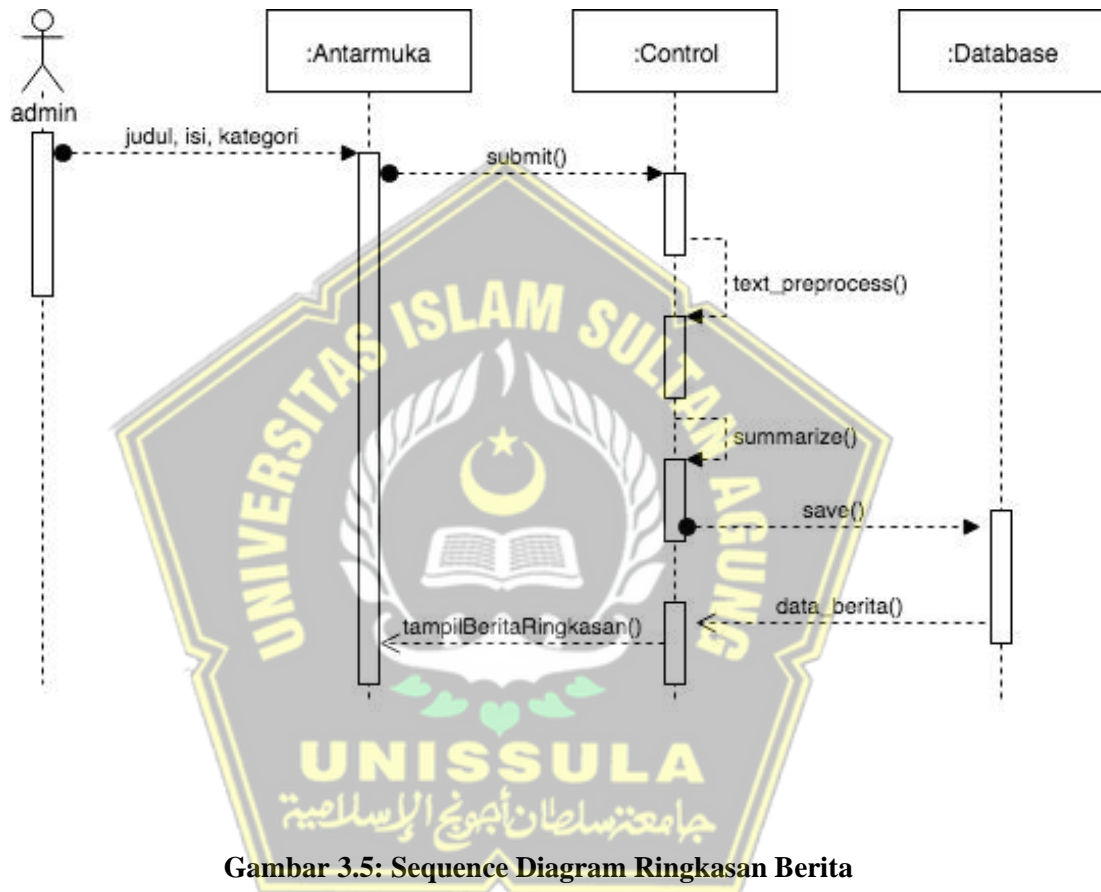 :Antarmuka
:Control
:Database
admin
judul, isi, kategori
submit()
text_preprocess()
summarize()
save()
data_berita()
tampilBeritaRingkasan()
UNIVERSITAS ISLAM SULTAN AGUNG
UNISSULA
جامعة سلطان أجونج الإسلامية
Gambar 3.5: Sequence Diagram Ringkasan Berita